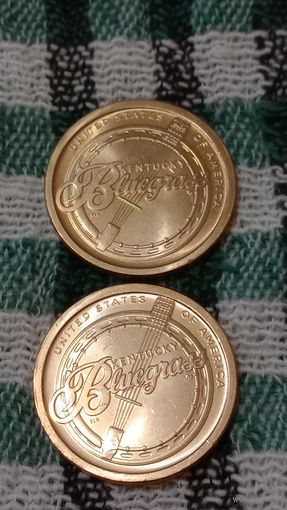 UNITED STATES OF AMERICA
KENTUCKY
Bluegrass
UNITED STATES OF AMERICA
KENTUCKY
Bluegrass